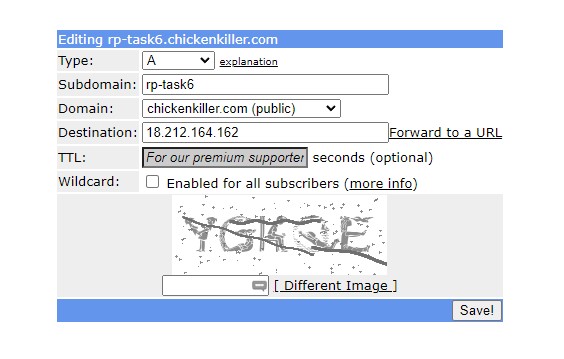 Editing rp-task6.chickenkiller.com
Type: A explanation
Subdomain: rp-task6
Domain: chickenkiller.com (public)
Destination: 18.212.164.162 Forward to a URL
TTL: For our premium supporter seconds (optional)
Wildcard: Enabled for all subscribers (more info)
[ Different Image ]
Save!